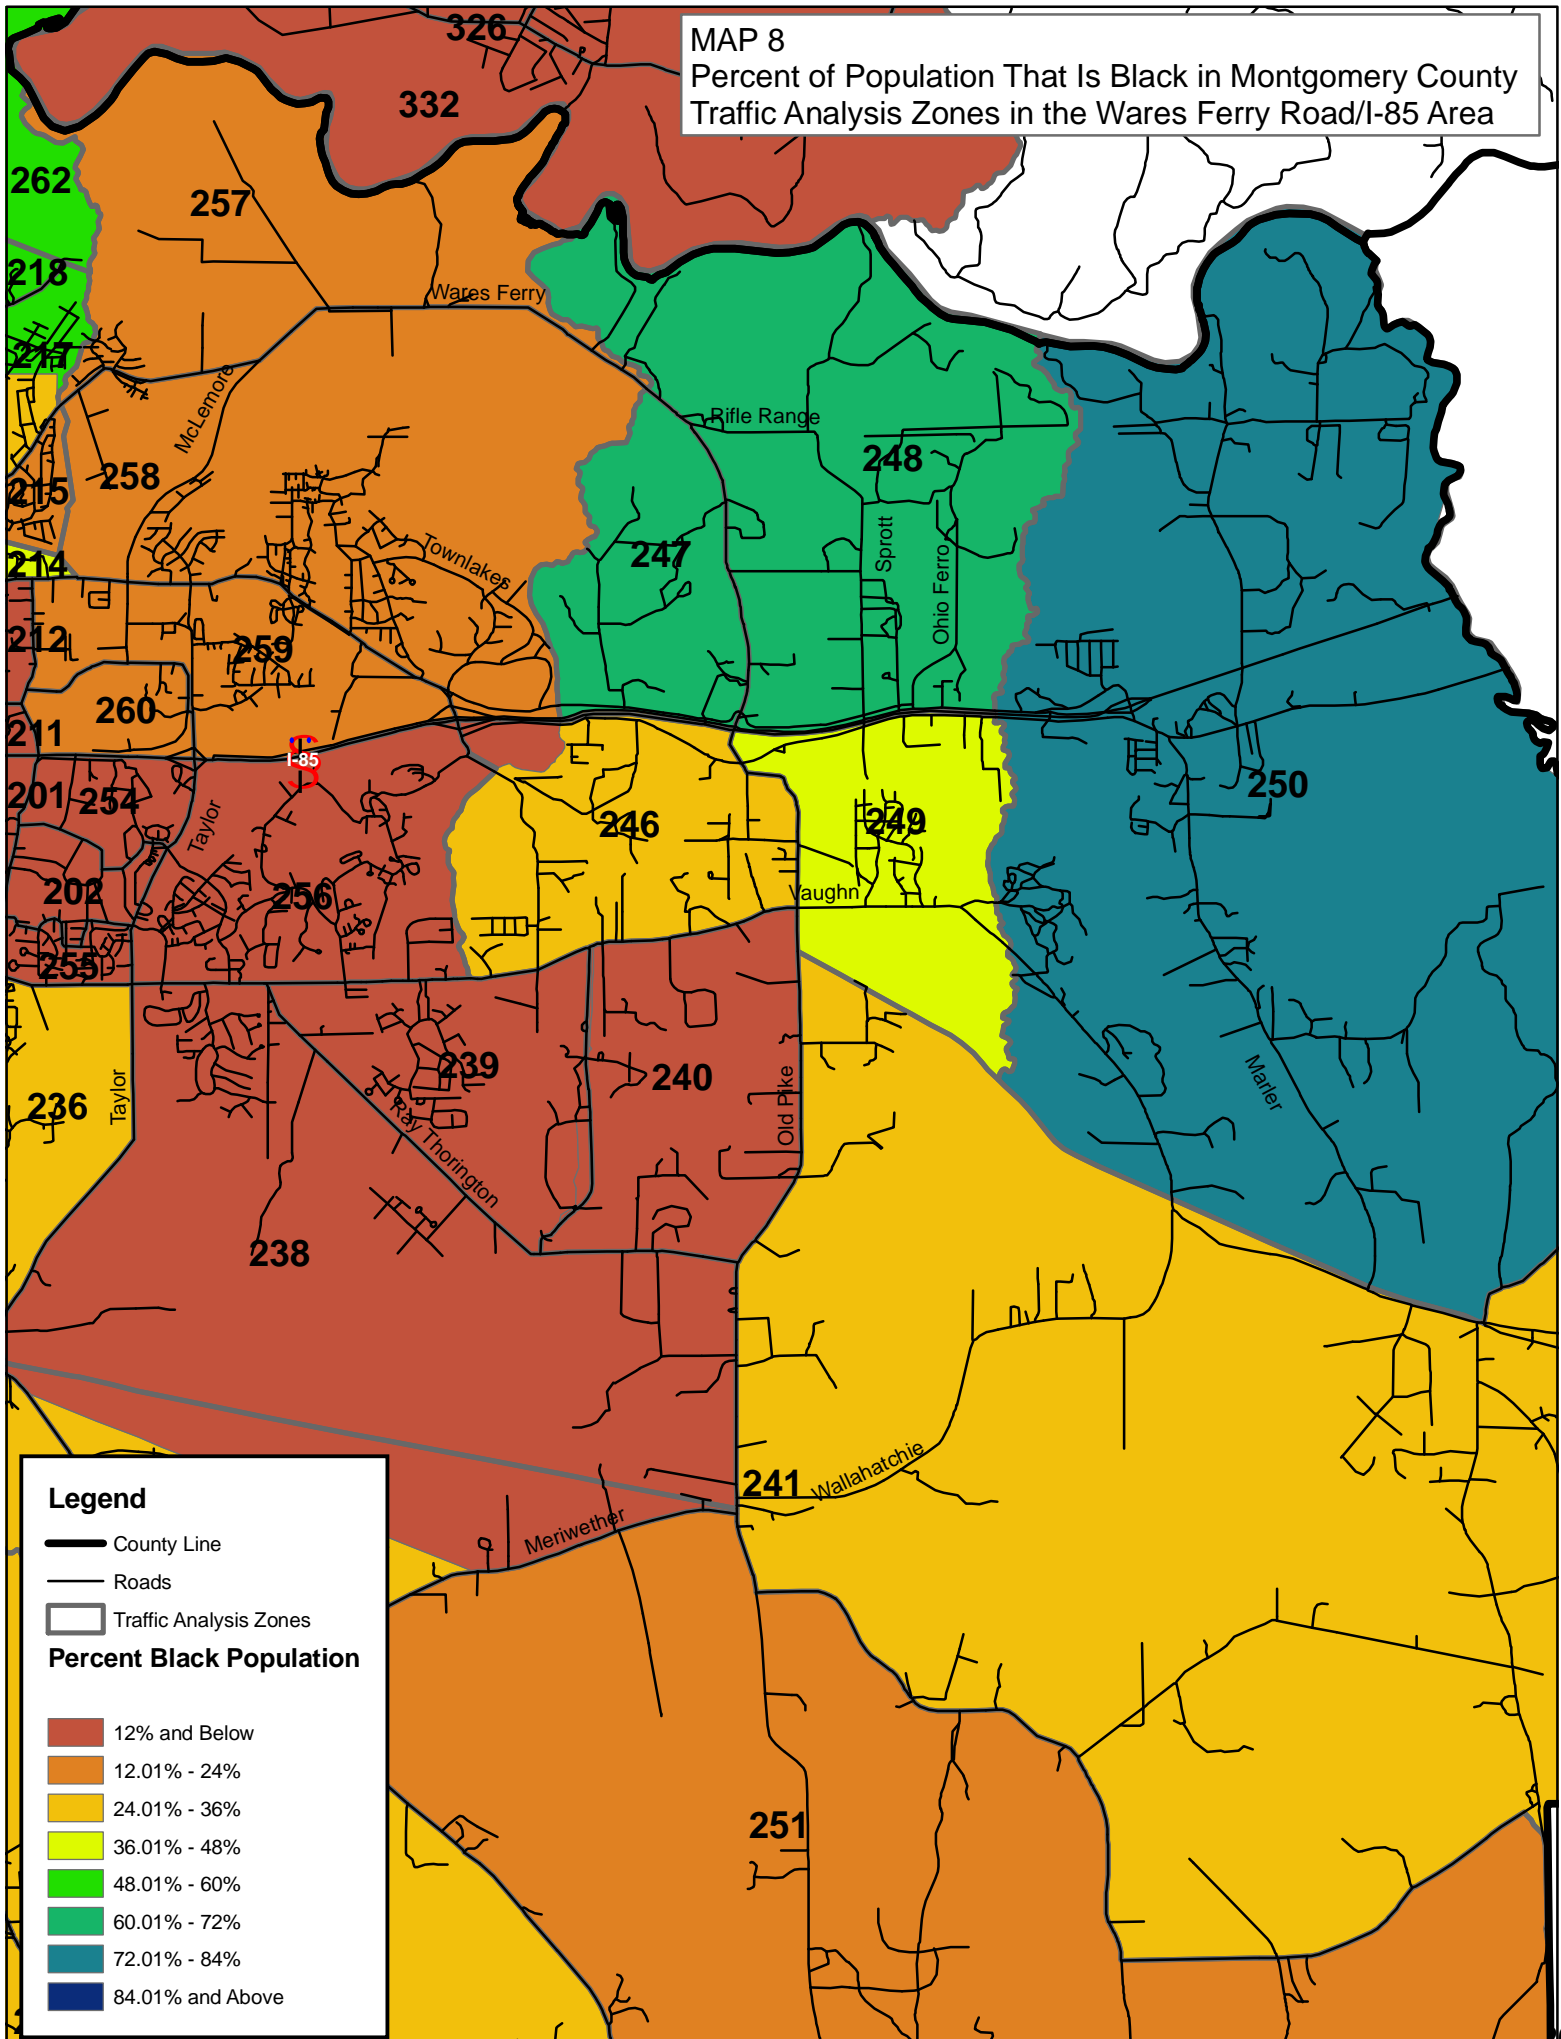 MAP 8
Percent of Population That Is Black in Montgomery County
Traffic Analysis Zones in the Wares Ferry Road/I-85 Area
326
332
262
257
218
Wares Ferry
217
McLemore
Rifle Range
248
258
215
Townlakes
247
Sprott
Ohio Ferro
214
212
259
260
211
I-85
201
254
Taylor
246
249
250
202
256
Vaughn
255
239
240
236
Taylor
Ray Thorington
Old Pike
Marler
238
241
Wallahatchie
Meriwether
251
Legend
County Line
Roads
Traffic Analysis Zones
Percent Black Population
12% and Below
12.01% - 24%
24.01% - 36%
36.01% - 48%
48.01% - 60%
60.01% - 72%
72.01% - 84%
84.01% and Above